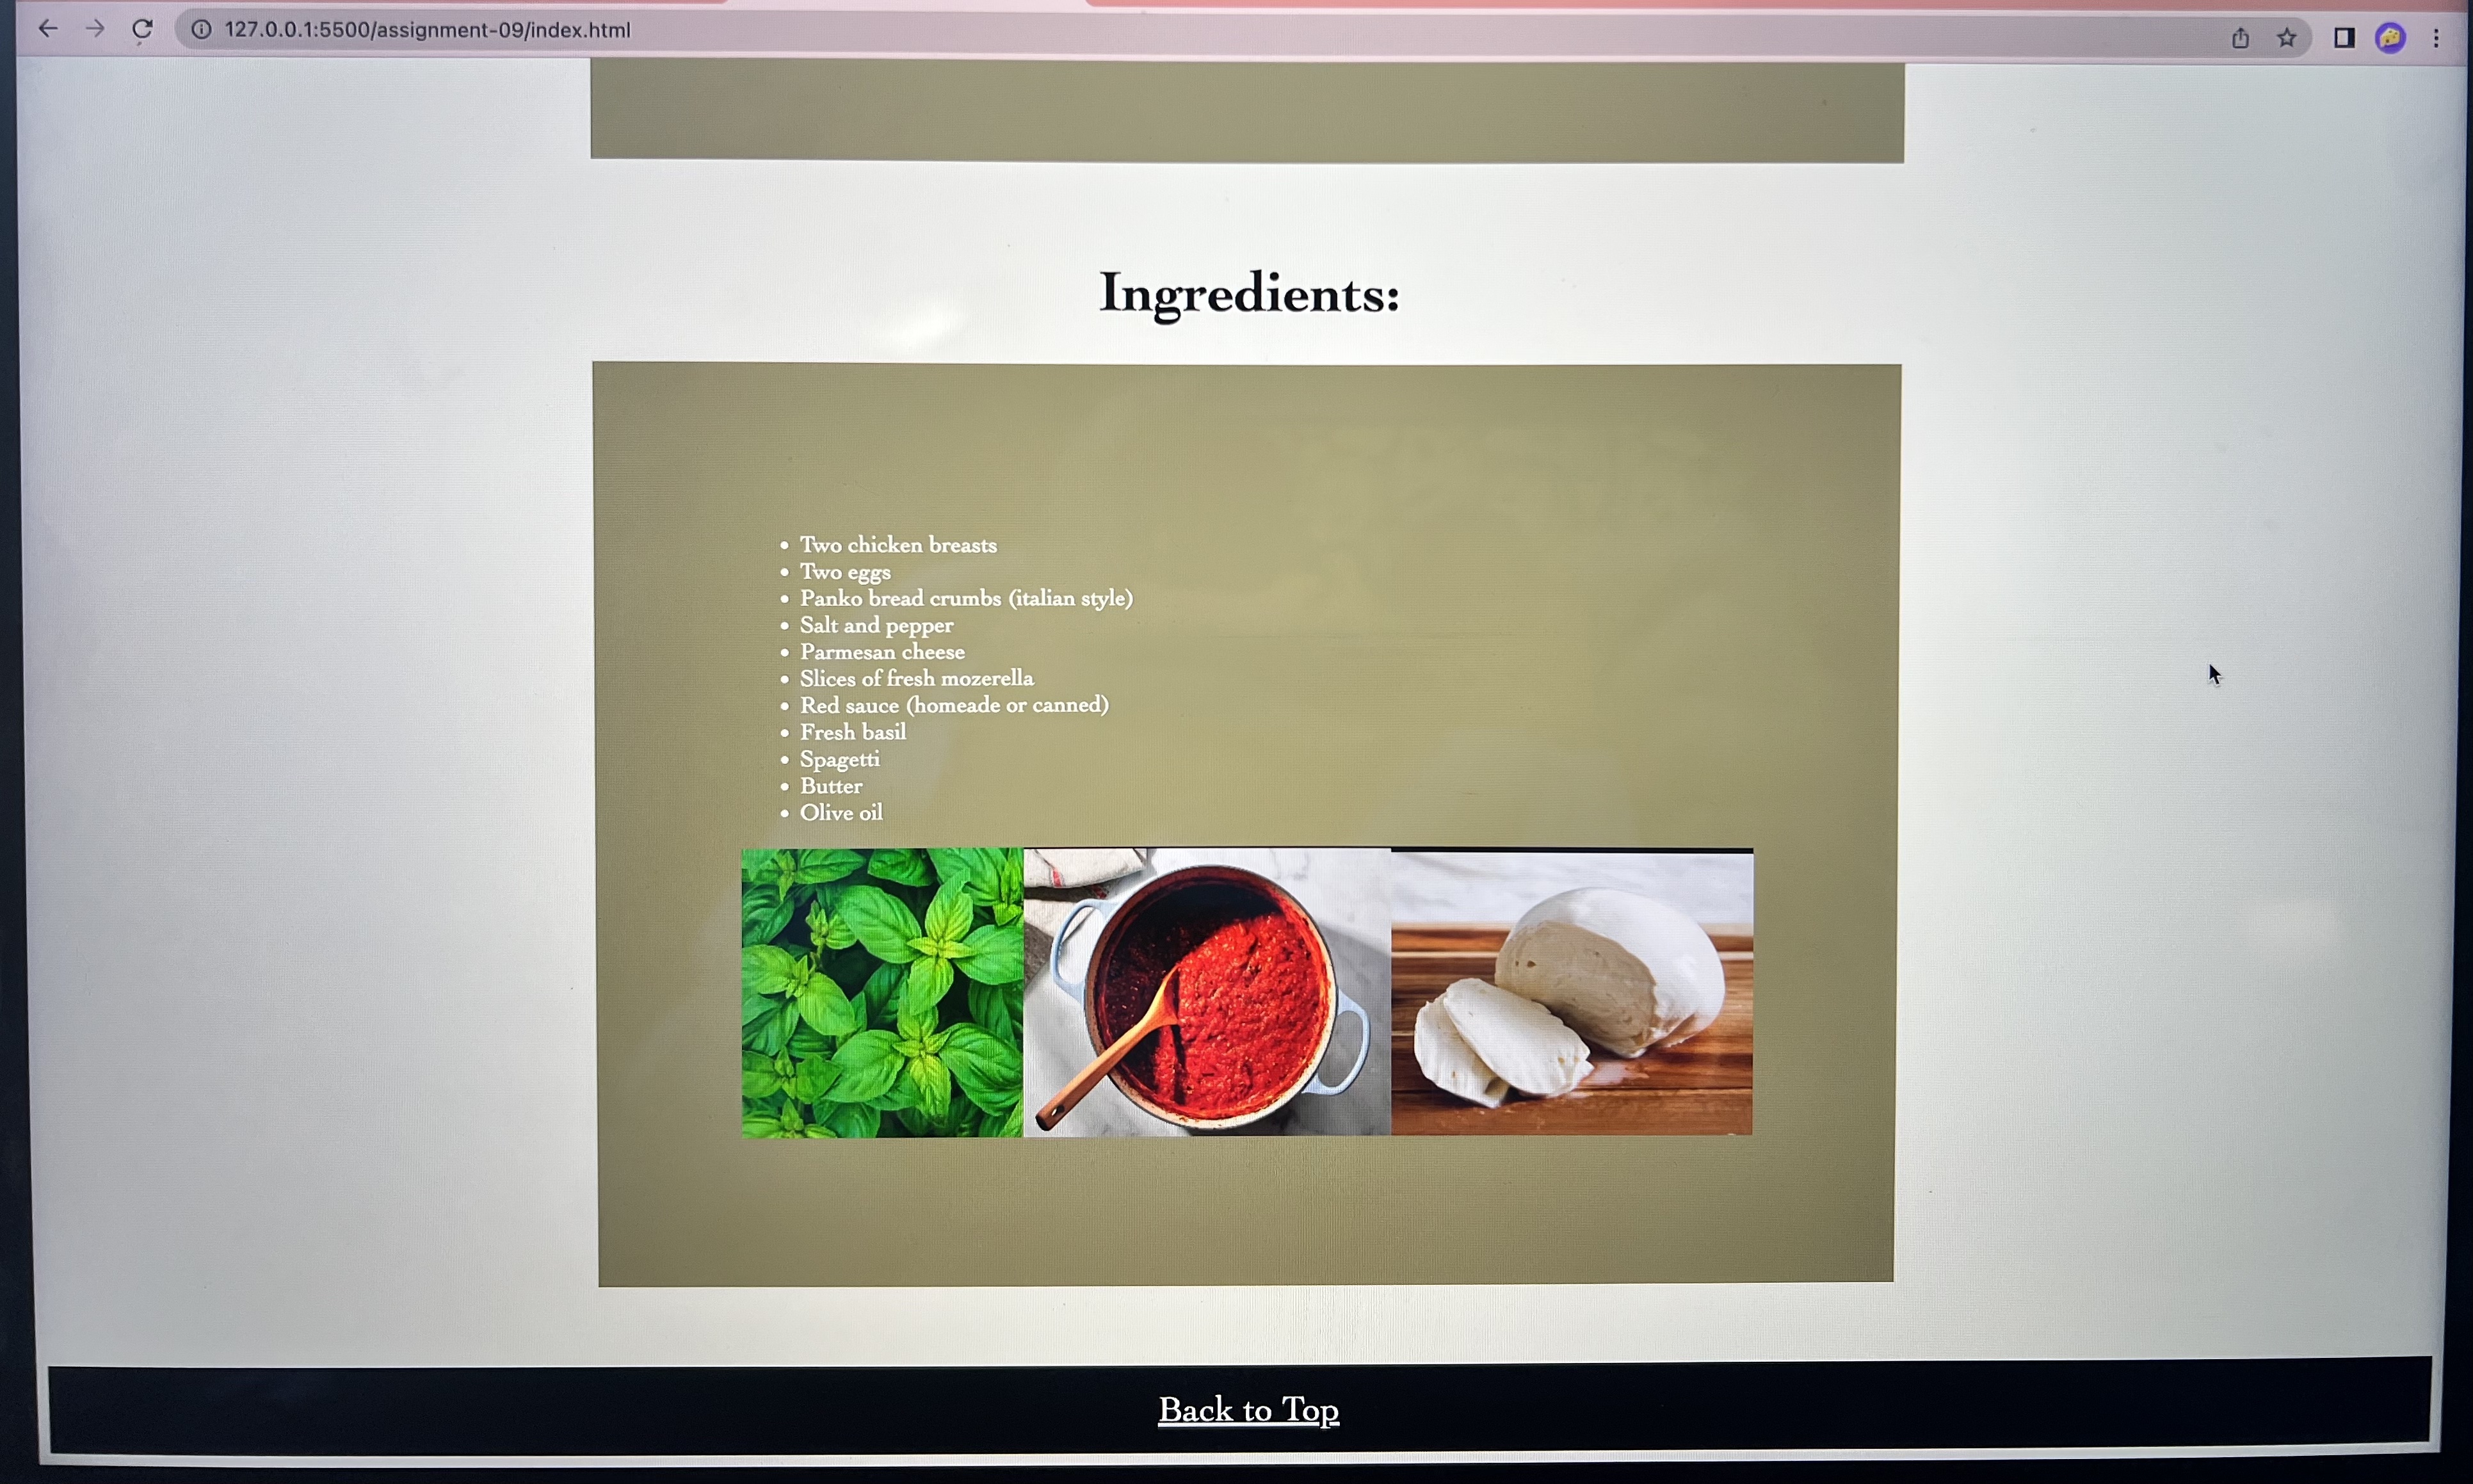 127.0.0.1:5500/assignment-09/index.html
Ingredients:
Two chicken breasts
Two eggs
Panko bread crumbs (italian style)
Salt and pepper
Parmesan cheese
Slices of fresh mozerella
Red sauce (homeade or canned)
Fresh basil
Spagetti
Butter
Olive oil
Back to Top